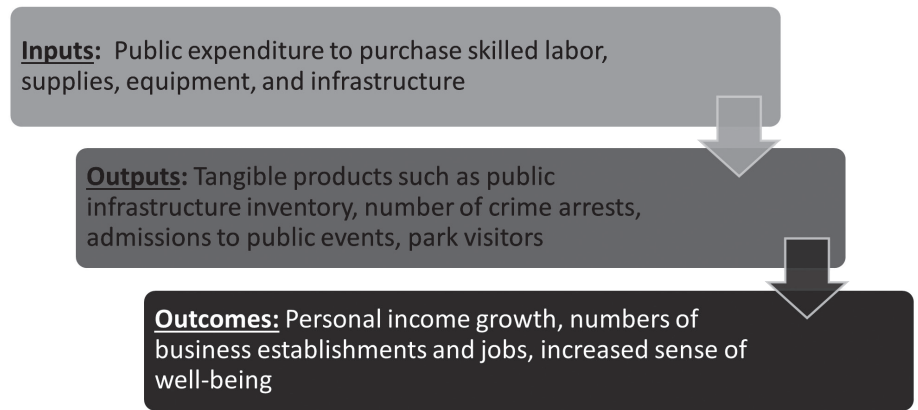 Inputs: Public expenditure to purchase skilled labor,
supplies, equipment, and infrastructure
Outputs: Tangible products such as public
infrastructure inventory, number of crime arrests,
admissions to public events, park visitors
Outcomes: Personal income growth, numbers of
business establishments and jobs, increased sense of
well-being